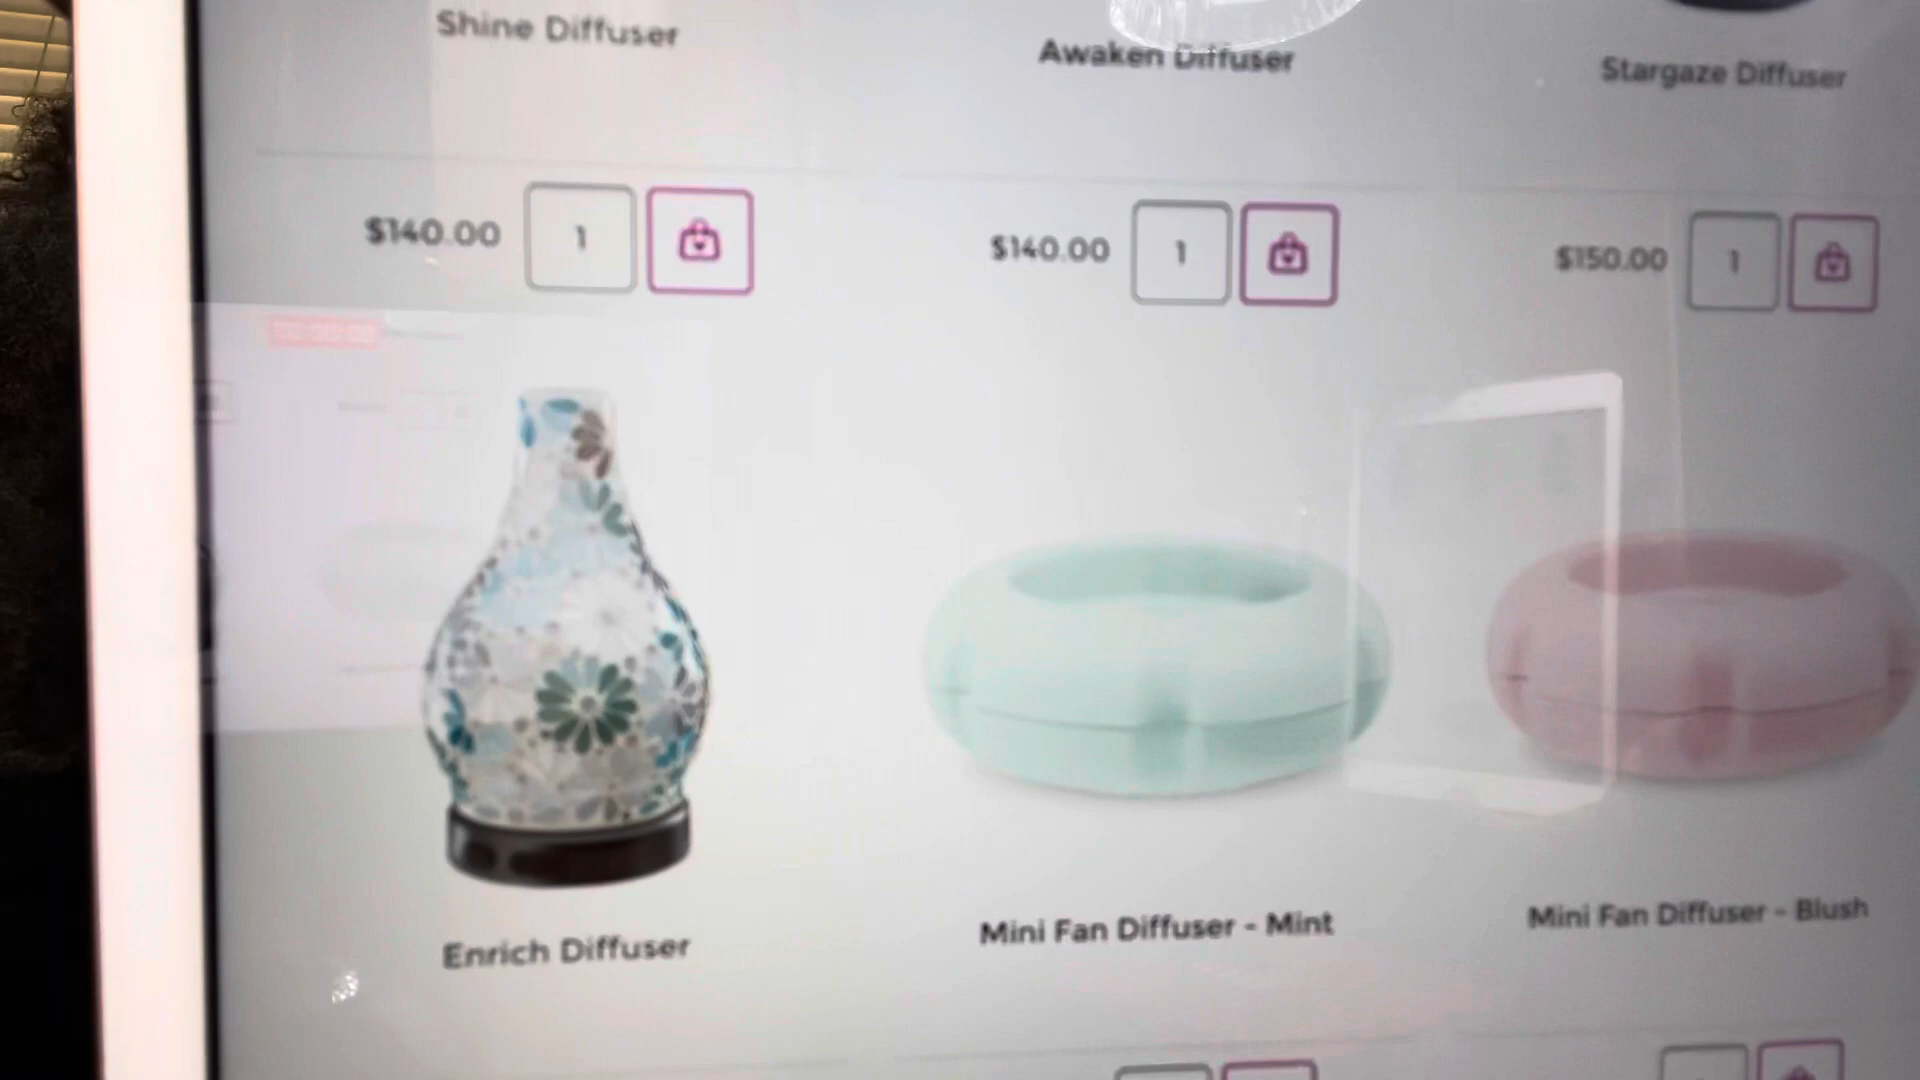 Shine Diffuser
Awaken Diffuser
Stargaze Diffuser
$140.00 1
$140.00 1
$150.00 1
Enrich Diffuser
Mini Fan Diffuser - Mint
Mini Fan Diffuser - Blush